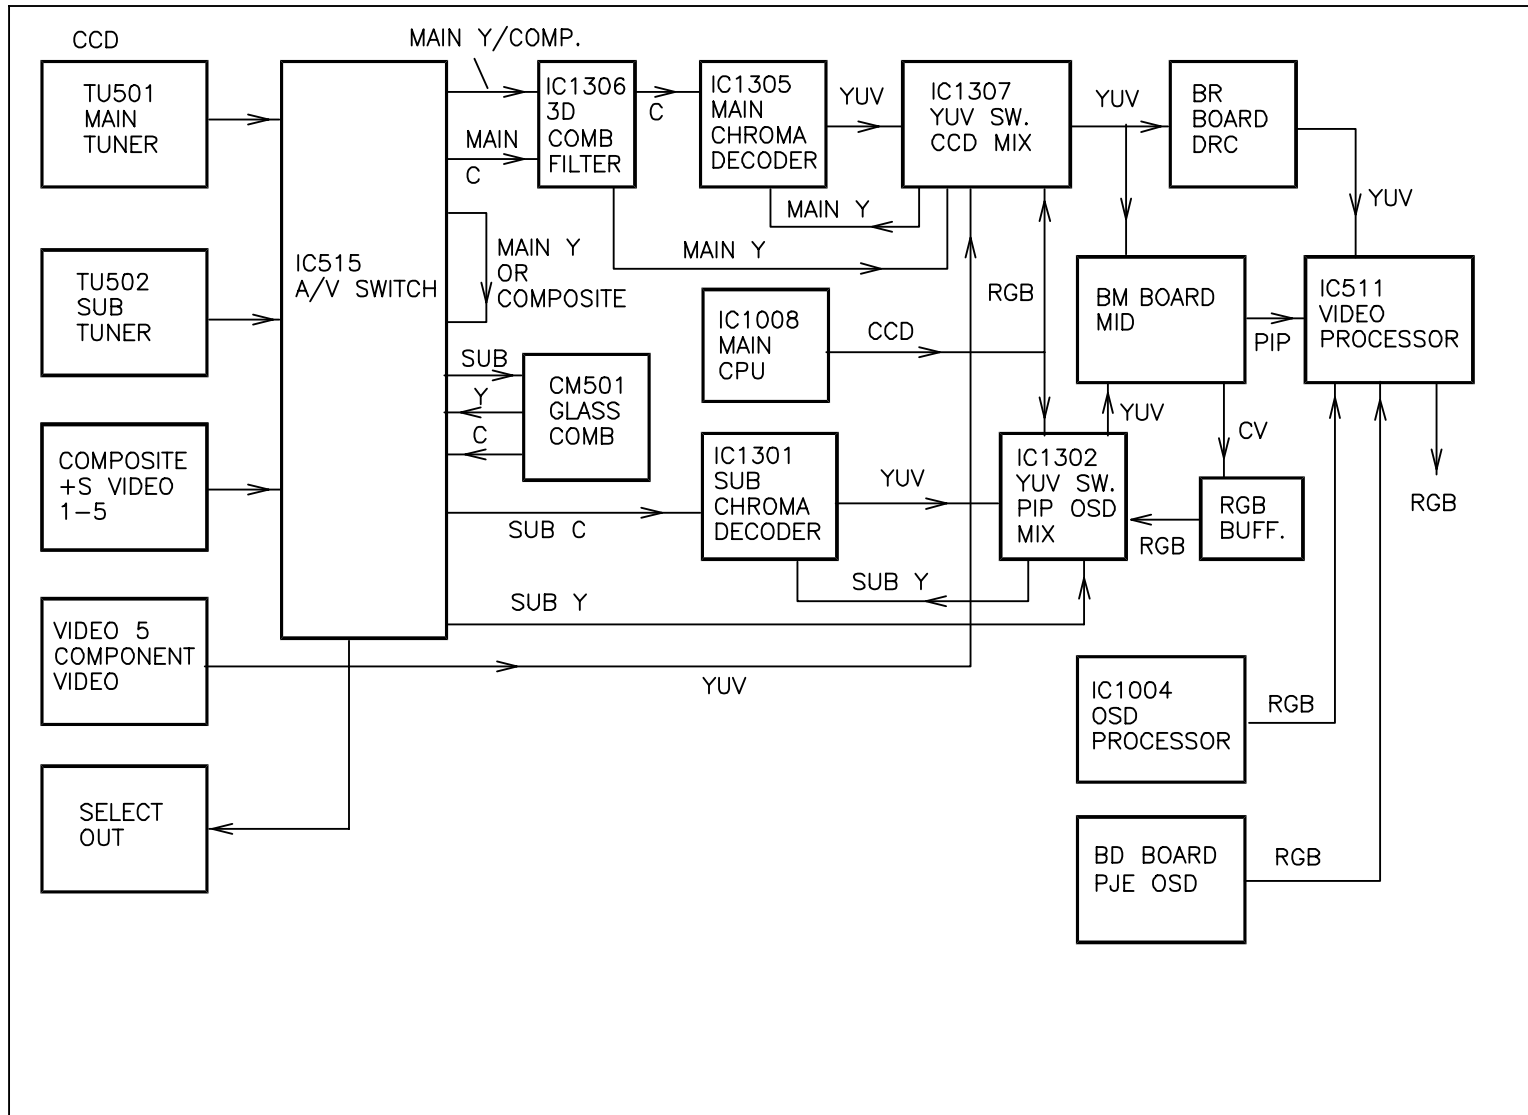 CCD
MAIN Y/COMP.
TU501
MAIN
TUNER
IC1306
3D
COMB
FILTER
C
IC1305
MAIN
CHROMA
DECODER
YUV
IC1307
YUV SW.
CCD MIX
YUV
BR
BOARD
DRC
MAIN
C
MAIN Y
YUV
MAIN Y
OR
COMPOSITE
MAIN Y
TU502
SUB
TUNER
IC515
A/V SWITCH
RGB
IC1008
MAIN
CPU
CCD
BM BOARD
MID
PIP
IC511
VIDEO
PROCESSOR
SUB
Y
C
CM501
GLASS
COMB
YUV
CV
COMPOSITE
+S VIDEO
1-5
IC1301
SUB
CHROMA
DECODER
YUV
IC1302
YUV SW.
PIP OSD
MIX
RGB
BUFF.
RGB
RGB
SUB C
SUB Y
SUB Y
VIDEO 5
COMPONENT
VIDEO
YUV
IC1004
OSD
PROCESSOR
RGB
SELECT
OUT
BD BOARD
PJE OSD
RGB